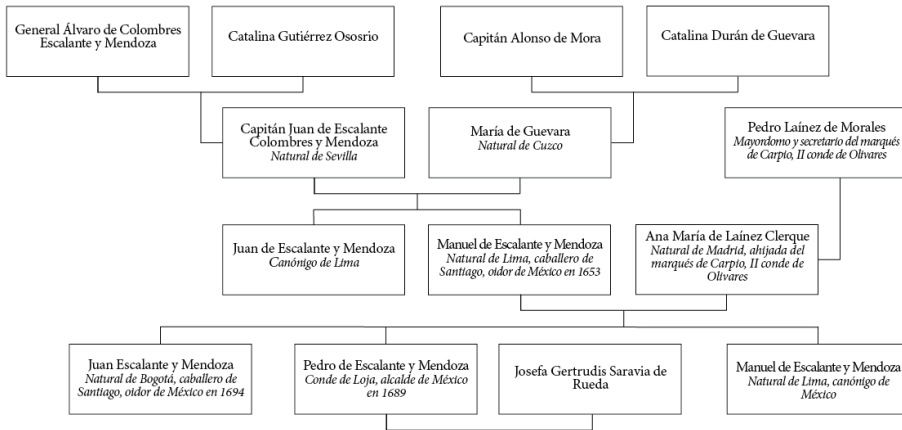 General Álvaro de Colombres
Escalante y Mendoza
Catalina Gutiérrez Ososrio
Capitán Alonso de Mora
Catalina Durán de Guevara
Capitán Juan de Escalante
Colombres y Mendoza
Natural de Sevilla
María de Guevara
Natural de Cuzco
Pedro Laínez de Morales
Mayordomo y secretario del marqués
de Carpio, II conde de Olivares
Juan de Escalante y Mendoza
Canónigo de Lima
Manuel de Escalante y Mendoza
Natural de Lima, caballero de
Santiago, oidor de México en 1653
Ana María de Laínez Clerque
Natural de Madrid, ahijada del
marqués de Carpio, II conde de
Olivares
Juan Escalante y Mendoza
Natural de Bogotá, caballero de
Santiago, oidor de México en 1694
Pedro de Escalante y Mendoza
Conde de Loja, alcalde de México
en 1689
Josefa Gertrudis Saravia de
Rueda
Manuel de Escalante y Mendoza
Natural de Lima, canónigo de
México